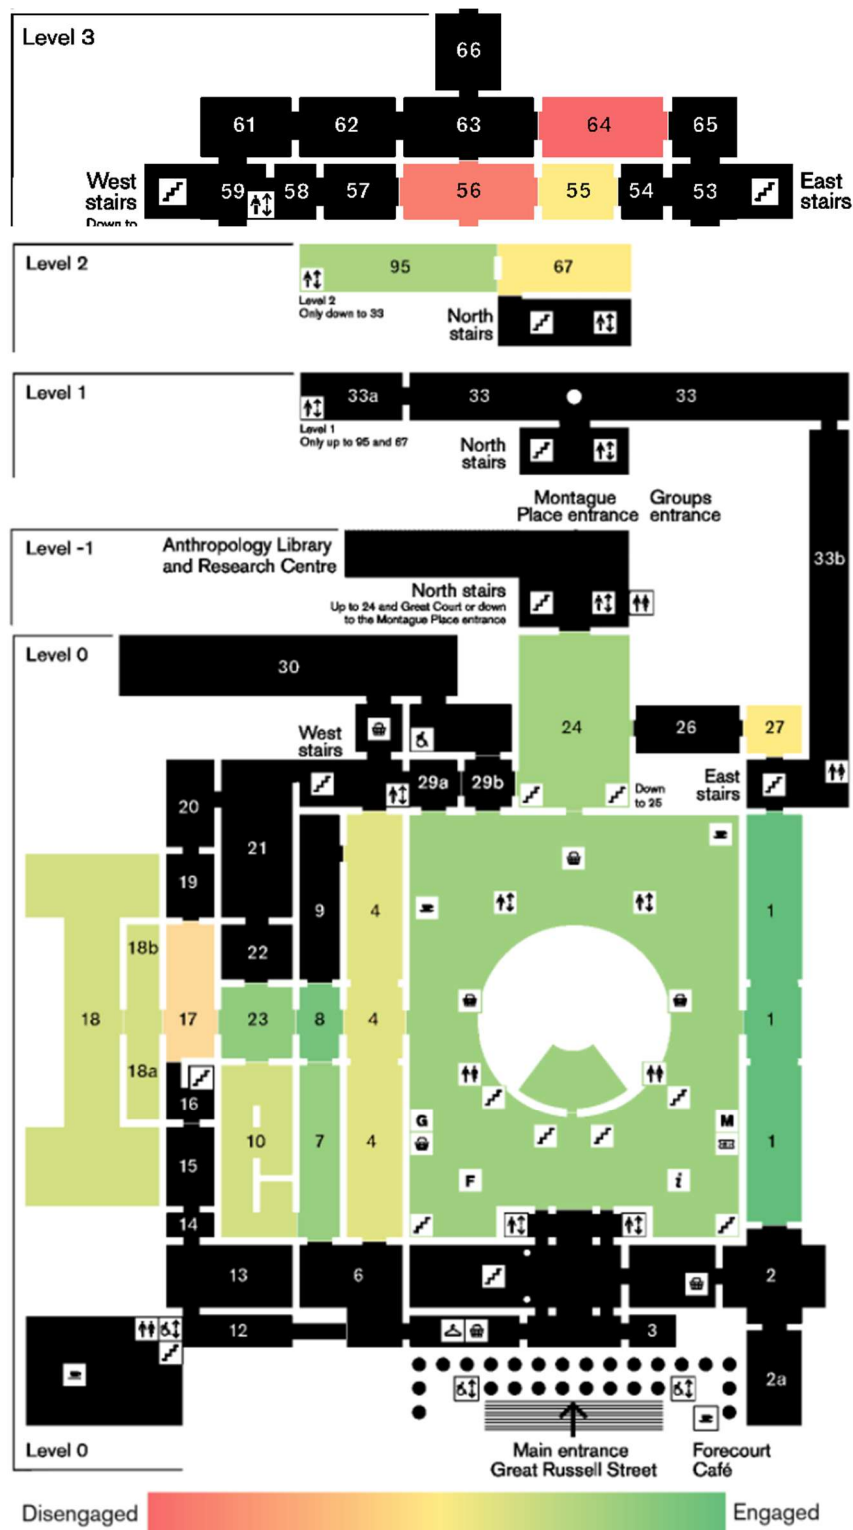 Level 3
66
61 62 63 64 65
West stairs
59 58 57 56 55 54 53
East stairs
Down to
Level 2
95 67
Level 2
Only down to 33
North stairs
Level 1
33a 33 33
Level 1
Only up to 95 and 67
North stairs
Montague Place entrance
Groups entrance
33b
Level -1
Anthropology Library
and Research Centre
North stairs
Up to 24 and Great Court or down
to the Montague Place entrance
Level 0
30
24 26 27
West stairs
29a 29b
Down to 25
East stairs
20
21
19
9 4 1
18b 22
18 17 23 8 4 1
18a
16
G M
10 7 4 1
15
F i
14
13 6 2
12 3
2a
Level 0
Main entrance
Great Russell Street
Forecourt Café
Disengaged Engaged